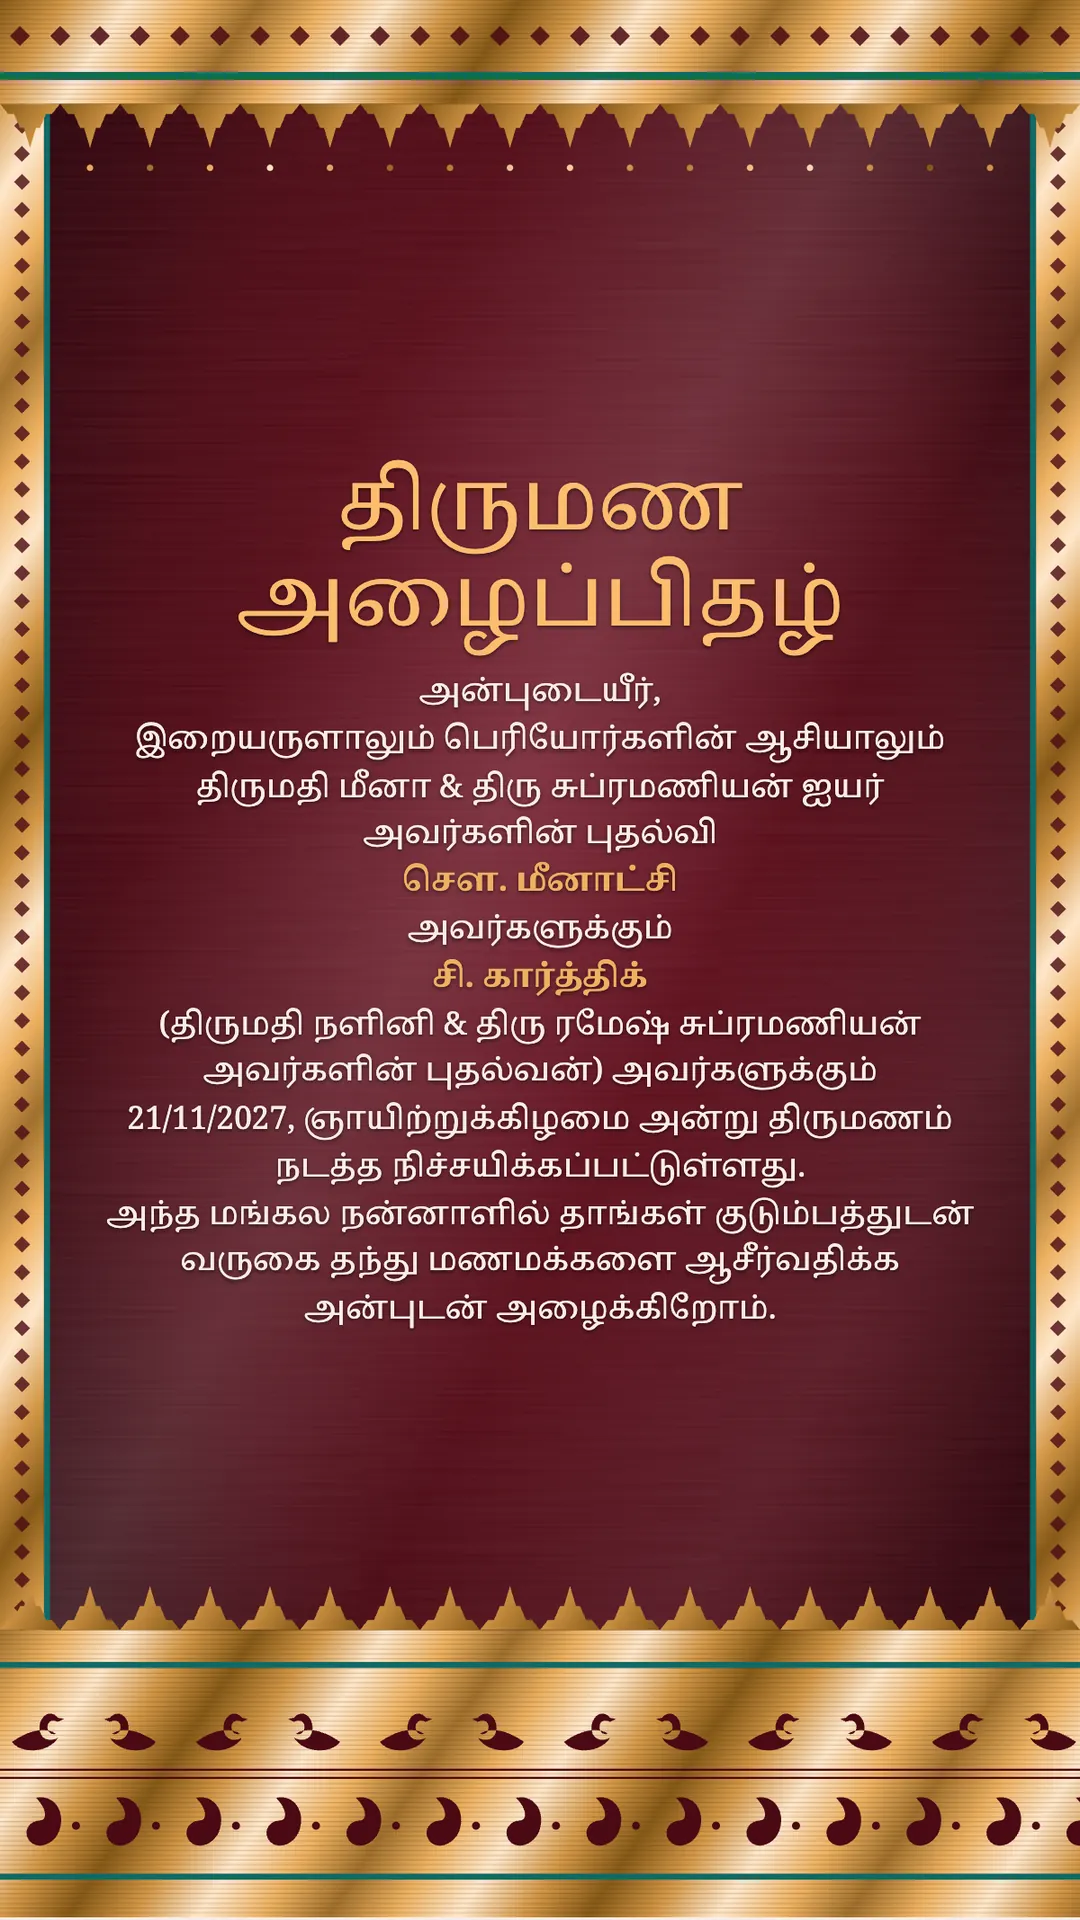 திருமண
அழைப்பிதழ்
அன்புடையீர்,
இறையருளாலும் பெரியோர்களின் ஆசியாலும்
திருமதி மீனா & திரு சுப்ரமணியன் ஐயர்
அவர்களின் புதல்வி
சௌ. மீனாட்சி
அவர்களுக்கும்
சி. கார்த்திக்
(திருமதி நளினி & திரு ரமேஷ் சுப்ரமணியன்
அவர்களின் புதல்வன்) அவர்களுக்கும்
21/11/2027, ஞாயிற்றுக்கிழமை அன்று திருமணம்
நடத்த நிச்சயிக்கப்பட்டுள்ளது.
அந்த மங்கல நன்னாளில் தாங்கள் குடும்பத்துடன்
வருகை தந்து மணமக்களை ஆசீர்வதிக்க
அன்புடன் அழைக்கிறோம்.